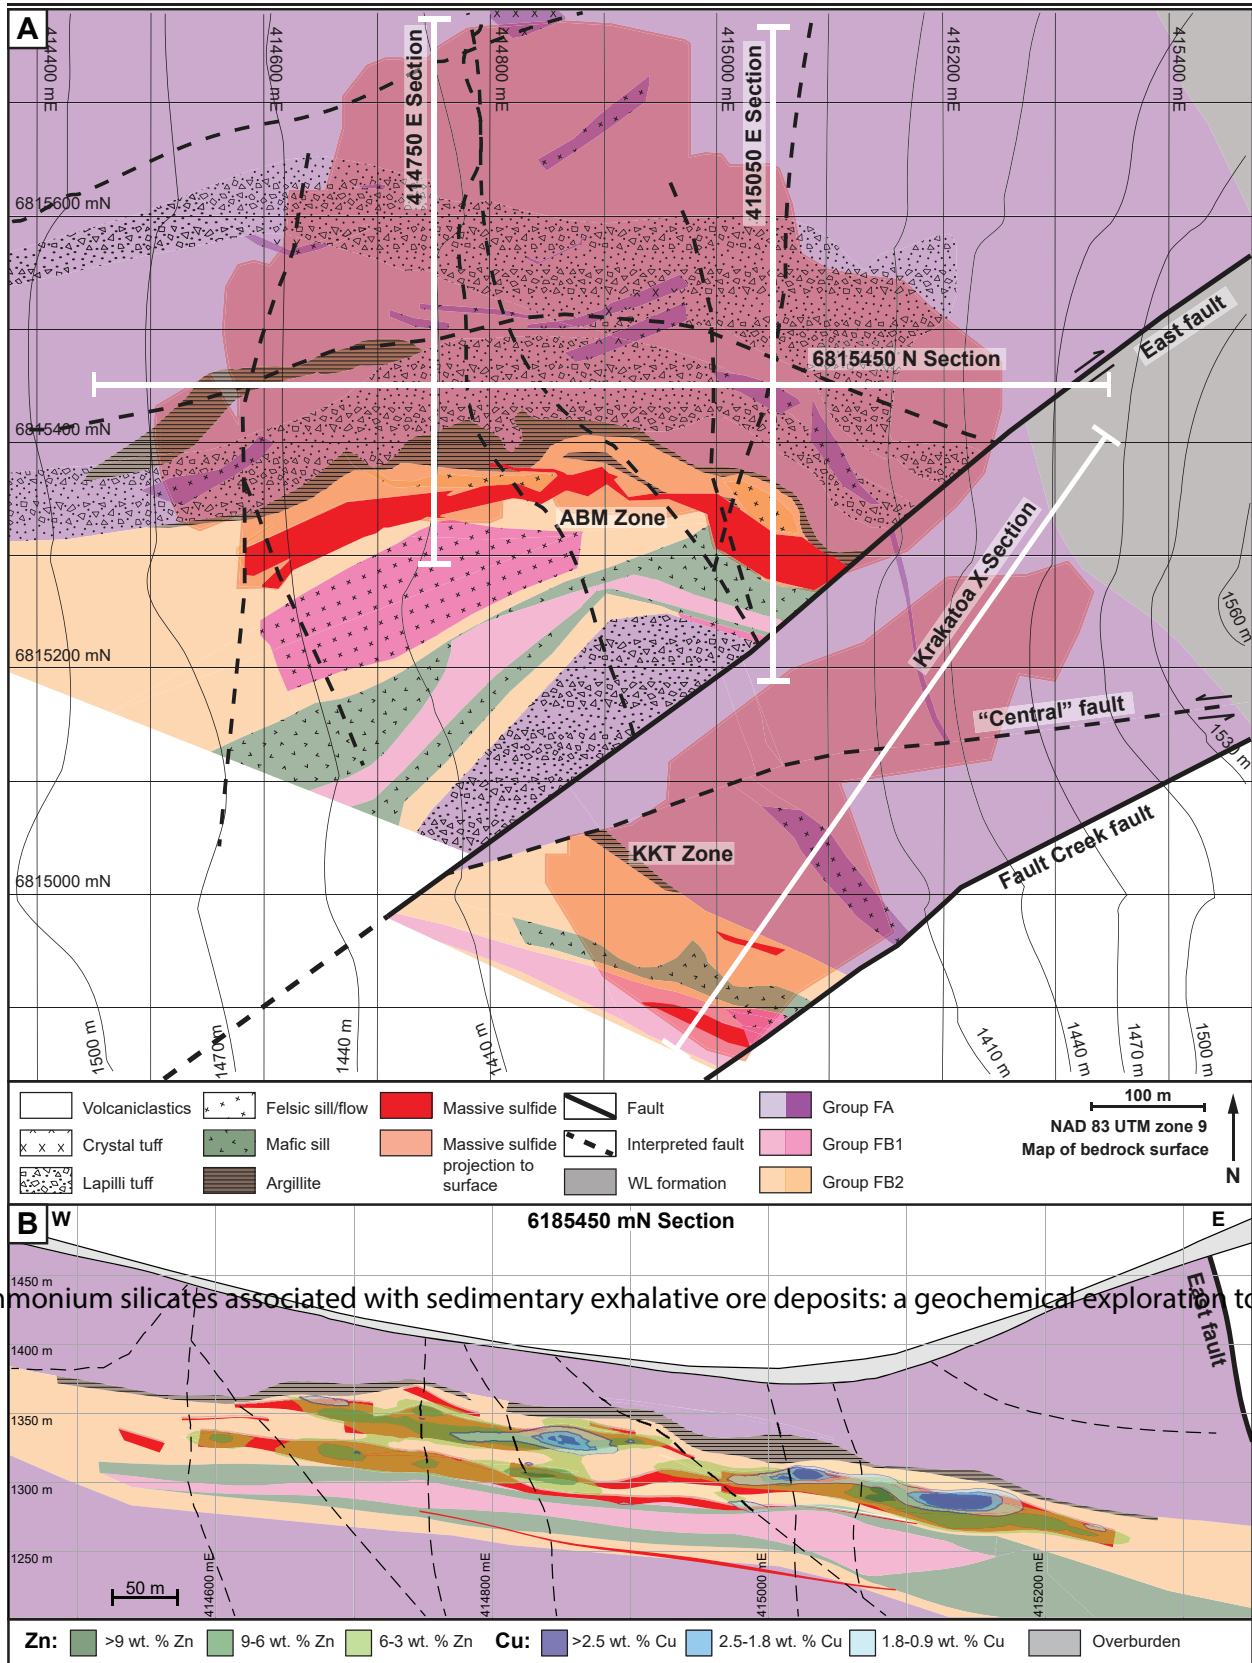 A
414400 mE
414600 mE
414750 E Section
414800 mE
415000 mE
415050 E Section
415200 mE
415400 mE
6815600 mN
6815450 N Section
East fault
6815400 mN
ABM Zone
Krakatoa X-Section
1560 m
6815200 mN
"Central" fault
1530 m
KKT Zone
Fault Creek fault
6815000 mN
1500 m
1470m
1440 m
1410 m
1410 m
1440 m
1470 m
1500 m
Volcaniclastics
Felsic sill/flow
Massive sulfide
Fault
Group FA
100 m
Crystal tuff
Mafic sill
Massive sulfide projection to surface
Interpreted fault
Group FB1
NAD 83 UTM zone 9
Map of bedrock surface
Lapilli tuff
Argillite
WL formation
Group FB2
N
B
W
6185450 mN Section
E
1450 m
mmonium silicates associated with sedimentary exhalative ore deposits: a geochemical exploration to
East fault
1400 m
1350 m
1300 m
1250 m
50 m
414600 mE
414800 mE
415000 mE
415200 mE
Zn: >9 wt. % Zn 9-6 wt. % Zn 6-3 wt. % Zn Cu: >2.5 wt. % Cu 2.5-1.8 wt. % Cu 1.8-0.9 wt. % Cu Overburden